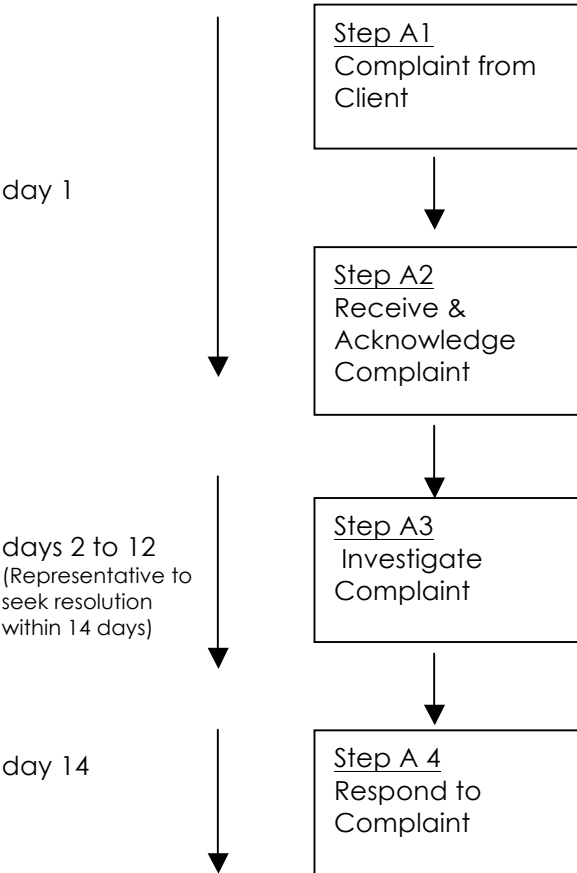 Step A1
Complaint from
Client
day 1
Step A2
Receive &
Acknowledge
Complaint
days 2 to 12
(Representative to
seek resolution
within 14 days)
Step A3
Investigate
Complaint
day 14
Step A 4
Respond to
Complaint